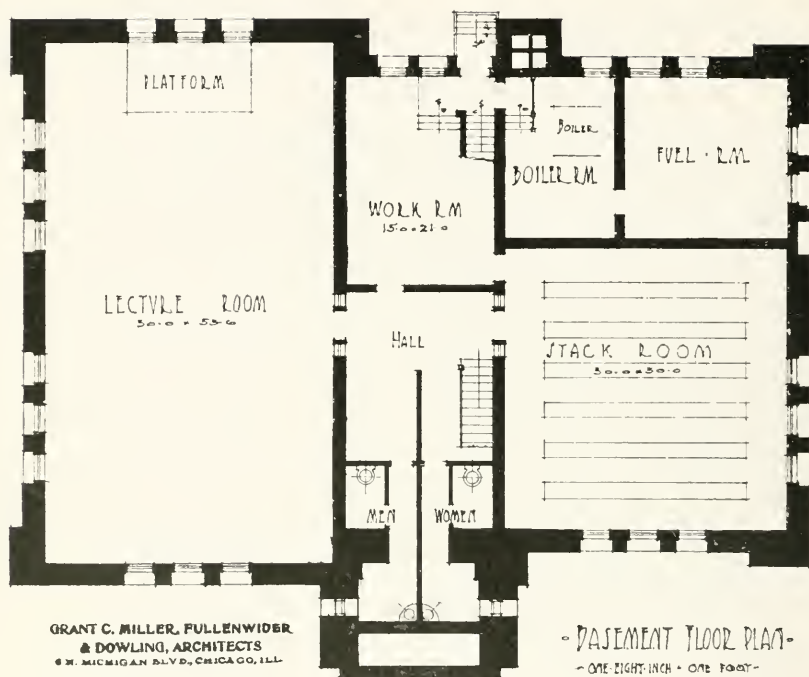 PLATFORM
BOILER
BOILER RM
FUEL - RM
WORK RM
15-0 × 21-0
LECTVRE ROOM
30-0 × 53-6
HALL
STACK ROOM
30-0 × 30-0
MEN
WOMEN
GRANT C. MILLER, FULLENWIDER
& DOWLING, ARCHITECTS
6 N. MICHIGAN BLVD., CHICAGO, ILL.
- BASEMENT FLOOR PLAN -
- ONE-EIGHT-INCH - ONE FOOT -